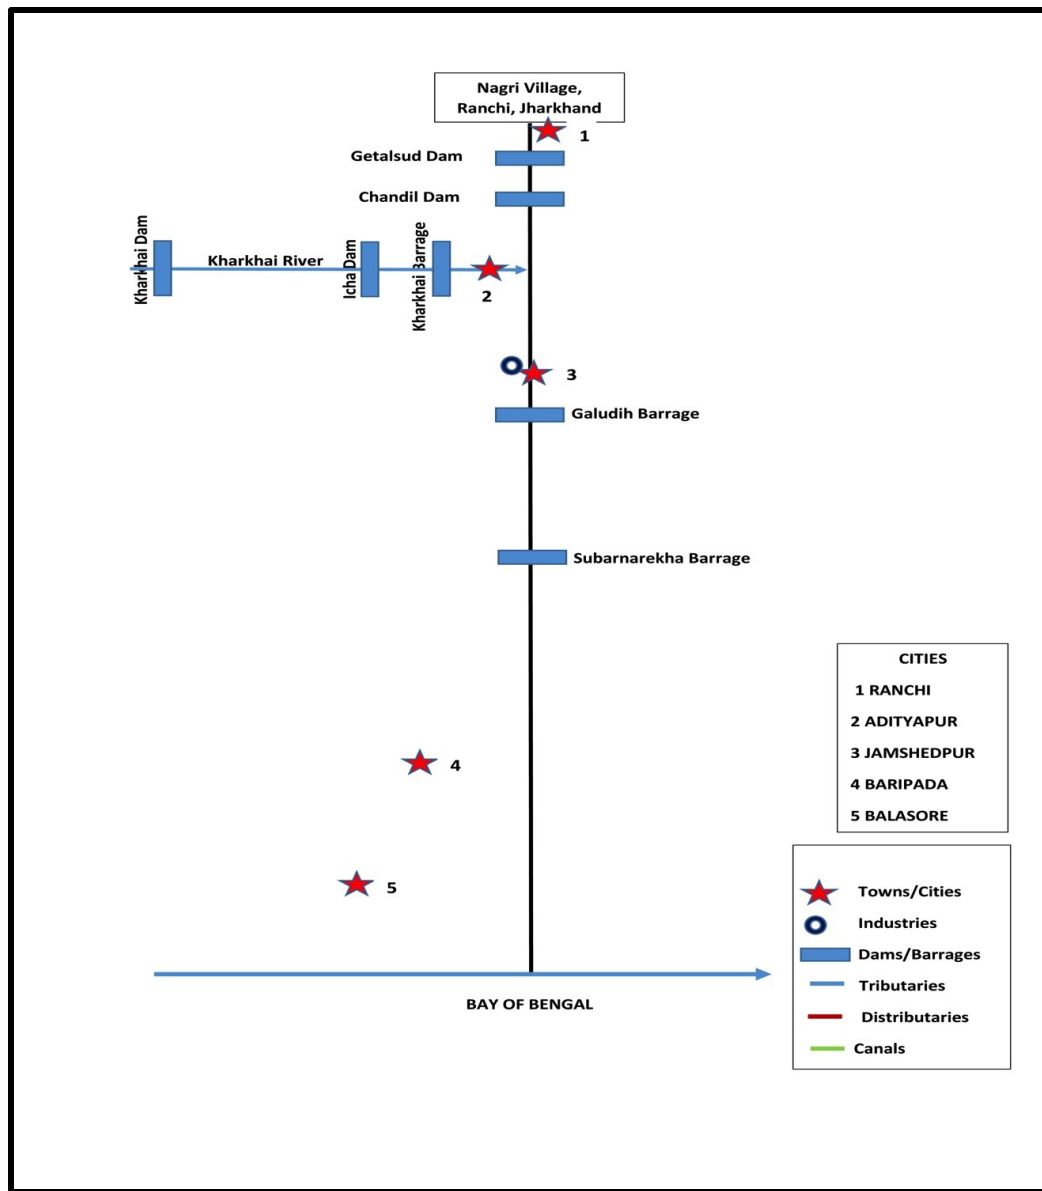 Nagri Village,
Ranchi, Jharkhand
1
Getalsud Dam
Chandil Dam
Kharkhai Dam
Kharkhai River
Icha Dam
Kharkhai Barrage
2
3
Galudih Barrage
Subarnarekha Barrage
4
5
BAY OF BENGAL
CITIES
1 RANCHI
2 ADITYAPUR
3 JAMSHEDPUR
4 BARIPADA
5 BALASORE
Towns/Cities
Industries
Dams/Barrages
Tributaries
Distributaries
Canals